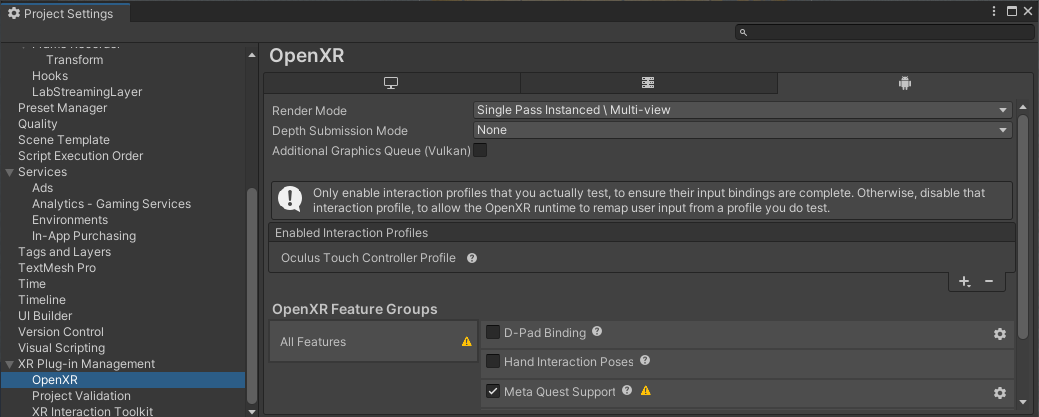 Project Settings
Frame Recorder
Transform
Hooks
LabStreamingLayer
Preset Manager
Quality
Scene Template
Script Execution Order
Services
Ads
Analytics - Gaming Services
Environments
In-App Purchasing
Tags and Layers
TextMesh Pro
Time
Timeline
UI Builder
Version Control
Visual Scripting
XR Plug-in Management
OpenXR
Project Validation
XR Interaction Toolkit
OpenXR
Render Mode
Single Pass Instanced \ Multi-view
Depth Submission Mode
None
Additional Graphics Queue (Vulkan)
Only enable interaction profiles that you actually test, to ensure their input bindings are complete. Otherwise, disable that
interaction profile, to allow the OpenXR runtime to remap user input from a profile you do test.
Enabled Interaction Profiles
Oculus Touch Controller Profile
OpenXR Feature Groups
All Features
D-Pad Binding
Hand Interaction Poses
Meta Quest Support